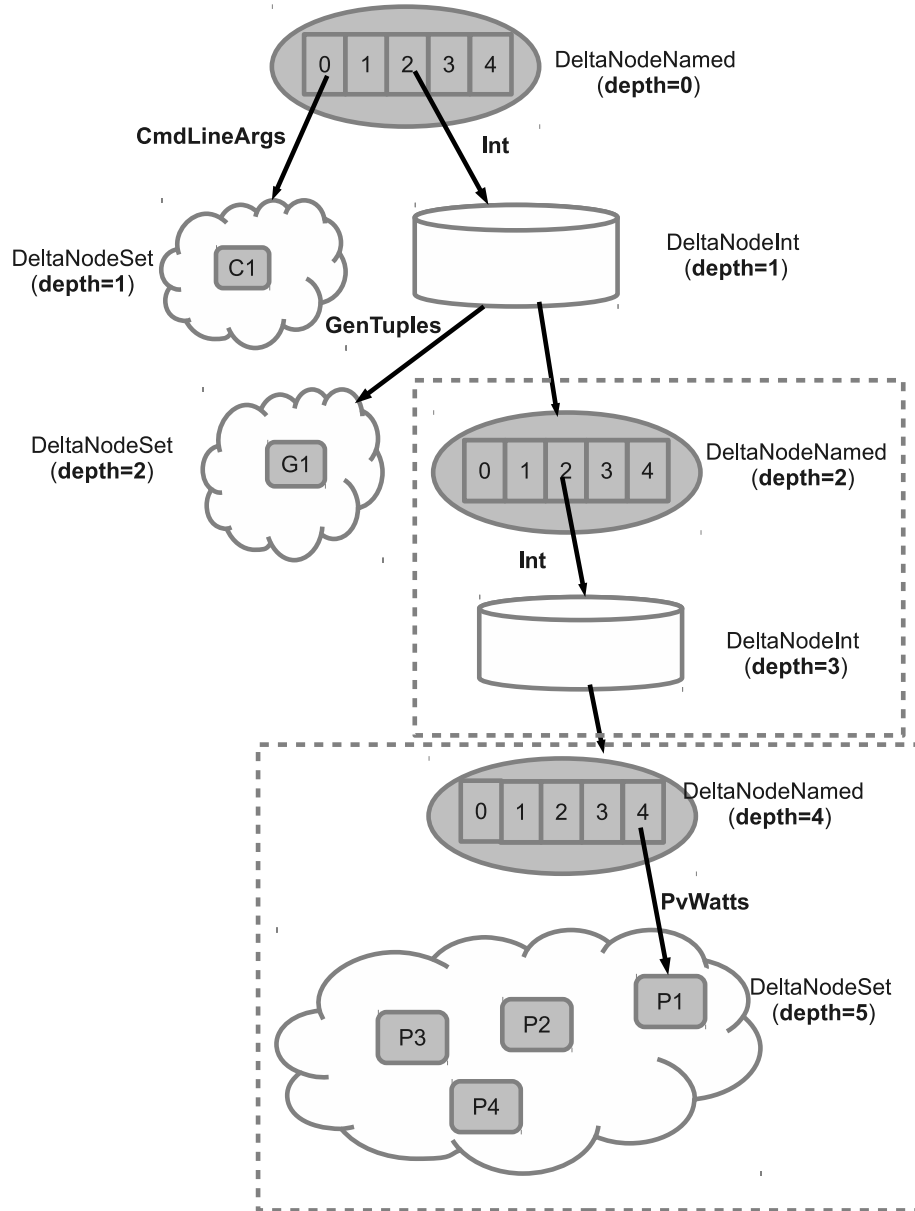 0 1 2 3 4
DeltaNodeNamed
(depth=0)
CmdLineArgs
Int
DeltaNodeSet
(depth=1)
C1
DeltaNodeInt
(depth=1)
GenTuples
DeltaNodeSet
(depth=2)
G1
0 1 2 3 4
DeltaNodeNamed
(depth=2)
Int
DeltaNodeInt
(depth=3)
0 1 2 3 4
DeltaNodeNamed
(depth=4)
PvWatts
P1
DeltaNodeSet
(depth=5)
P2
P3
P4